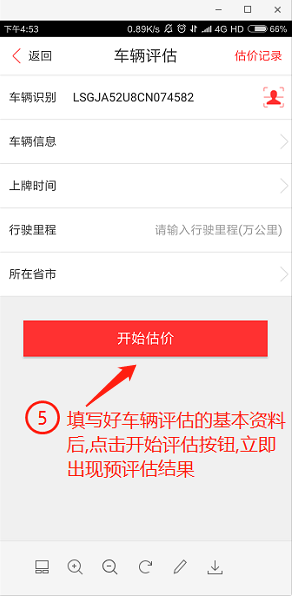 下午4:53 0.89K/s 4G HD 66%
返回 车辆评估 估价记录
车辆识别 LSGJA52U8CN074582
车辆信息
上牌时间
行驶里程 请输入行驶里程(万公里)
所在省市
开始估价
5 填写好车辆评估的基本资料
后,点击开始评估按钮,立即
出现预评估结果